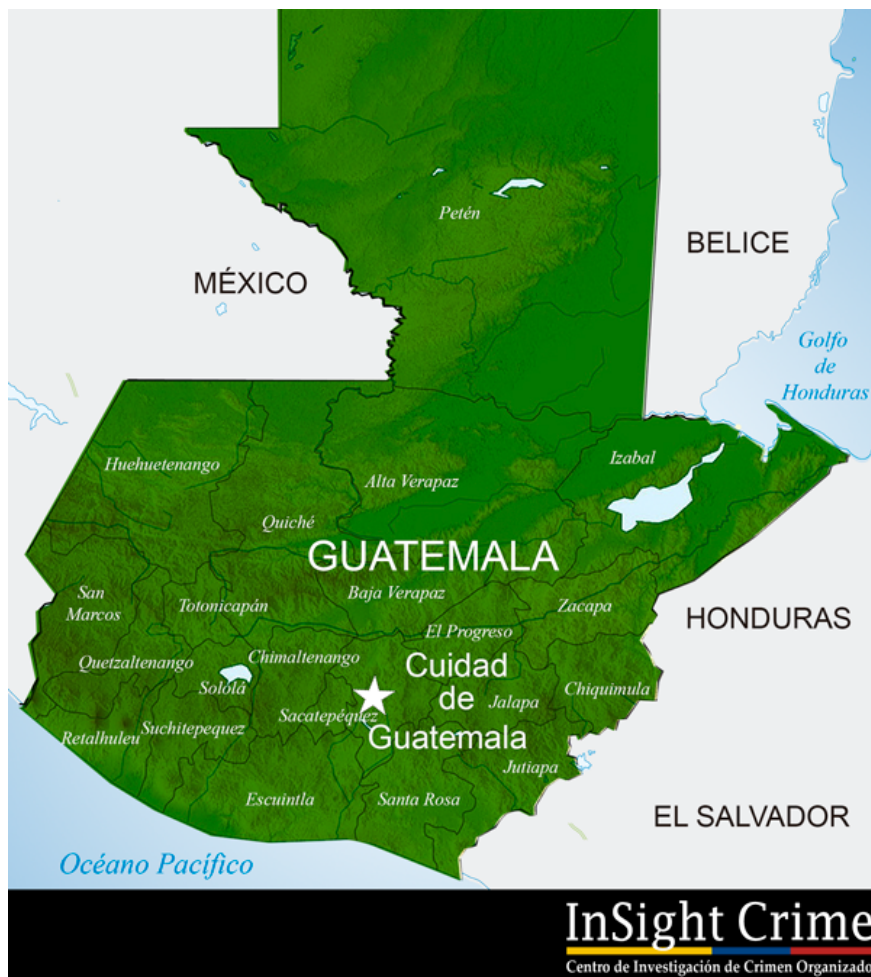 Petén
BELICE
MÉXICO
Golfo
de
Honduras
Huehuetenango
Izabal
Alta Verapaz
Quiché
GUATEMALA
San
Marcos
Totonicapán
Baja Verapaz
Zacapa
HONDURAS
El Progreso
Quetzaltenango
Chimaltenango
Cuidad
de
Guatemala
Sololá
Jalapa
Chiquimula
Sacatepéquez
Suchitepequez
Retalhuleu
Jutiapa
Escuintla
Santa Rosa
EL SALVADOR
Océano Pacífico
InSight Crime
Centro de Investigación de Crimen Organizado